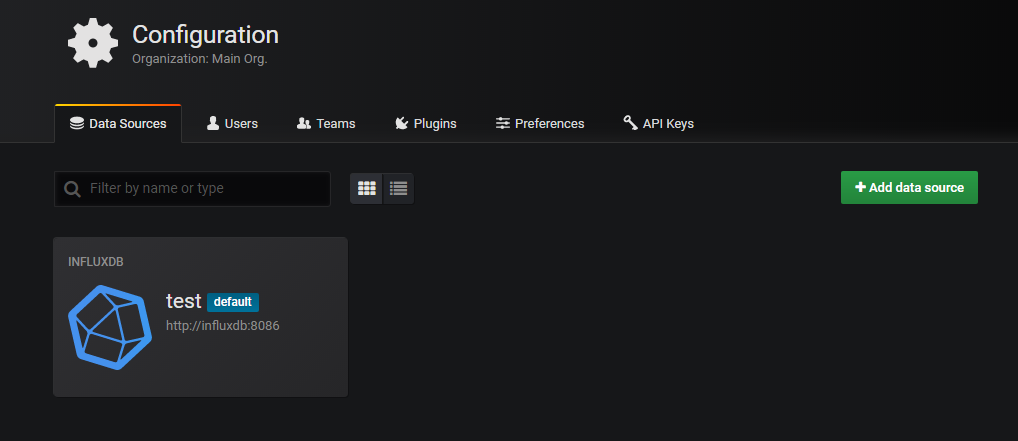 Configuration
Organization: Main Org.
Data Sources Users Teams Plugins Preferences API Keys
Filter by name or type
Add data source
INFLUXDB
test default
http://influxdb:8086